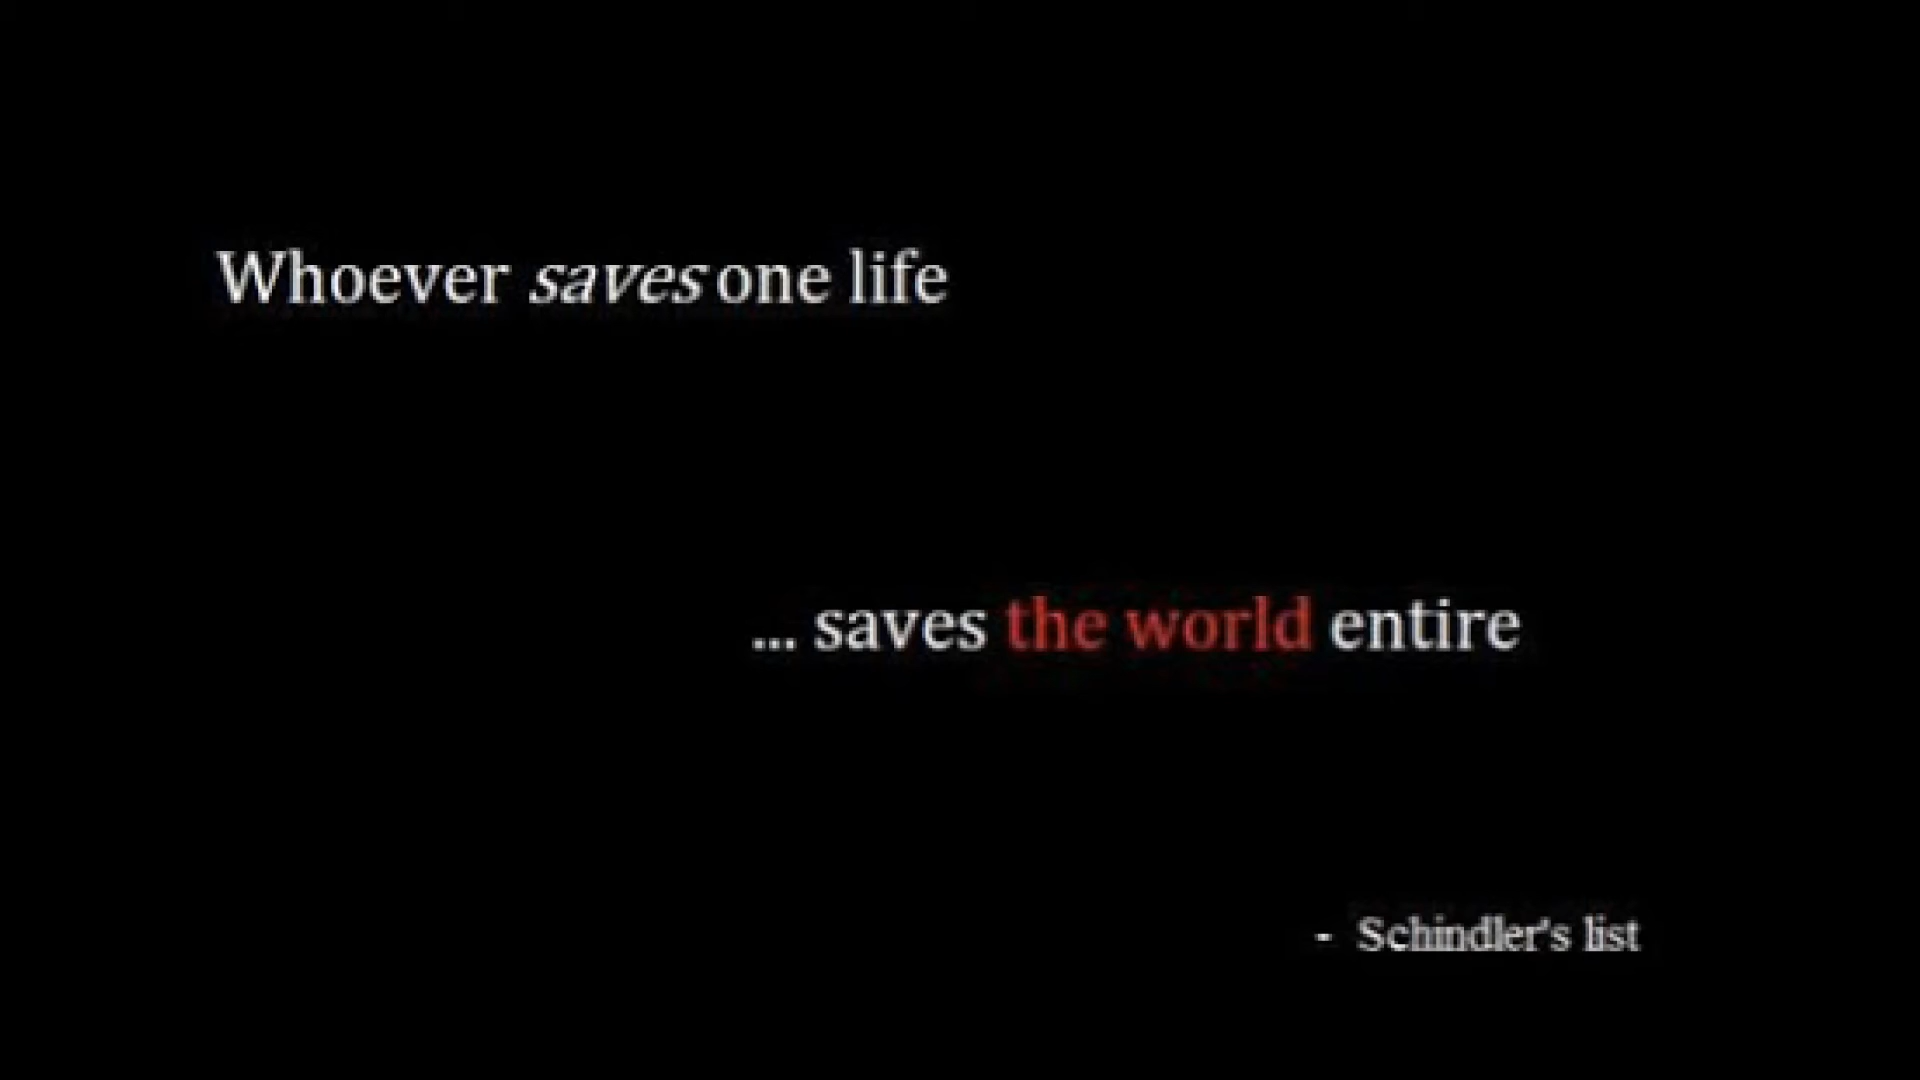 Whoever saves one life
... saves the world entire
- Schindler's list